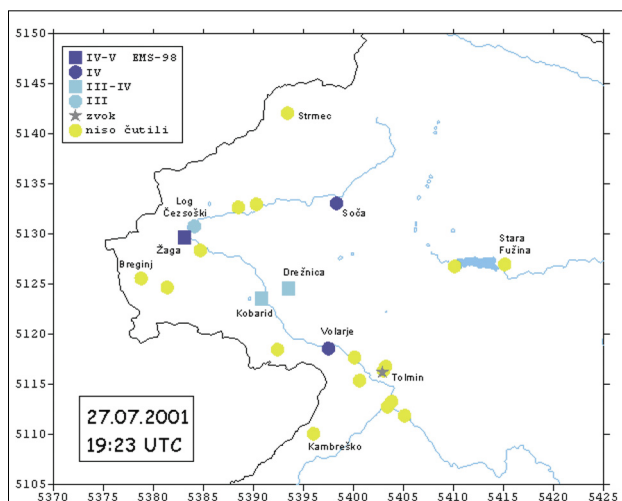 5150
5145
5140
5135
5130
5125
5120
5115
5110
5105
IV-V EMS-98
IV
III-IV
III
zvok
niso čutili
Strmec
Log
Čezsoški
Soča
Žaga
Stara
Fužina
Breginj
Drežnica
Kobarid
Volarje
Tolmin
Kambreško
27.07.2001
19:23 UTC
5370 5375 5380 5385 5390 5395 5400 5405 5410 5415 5420 5425